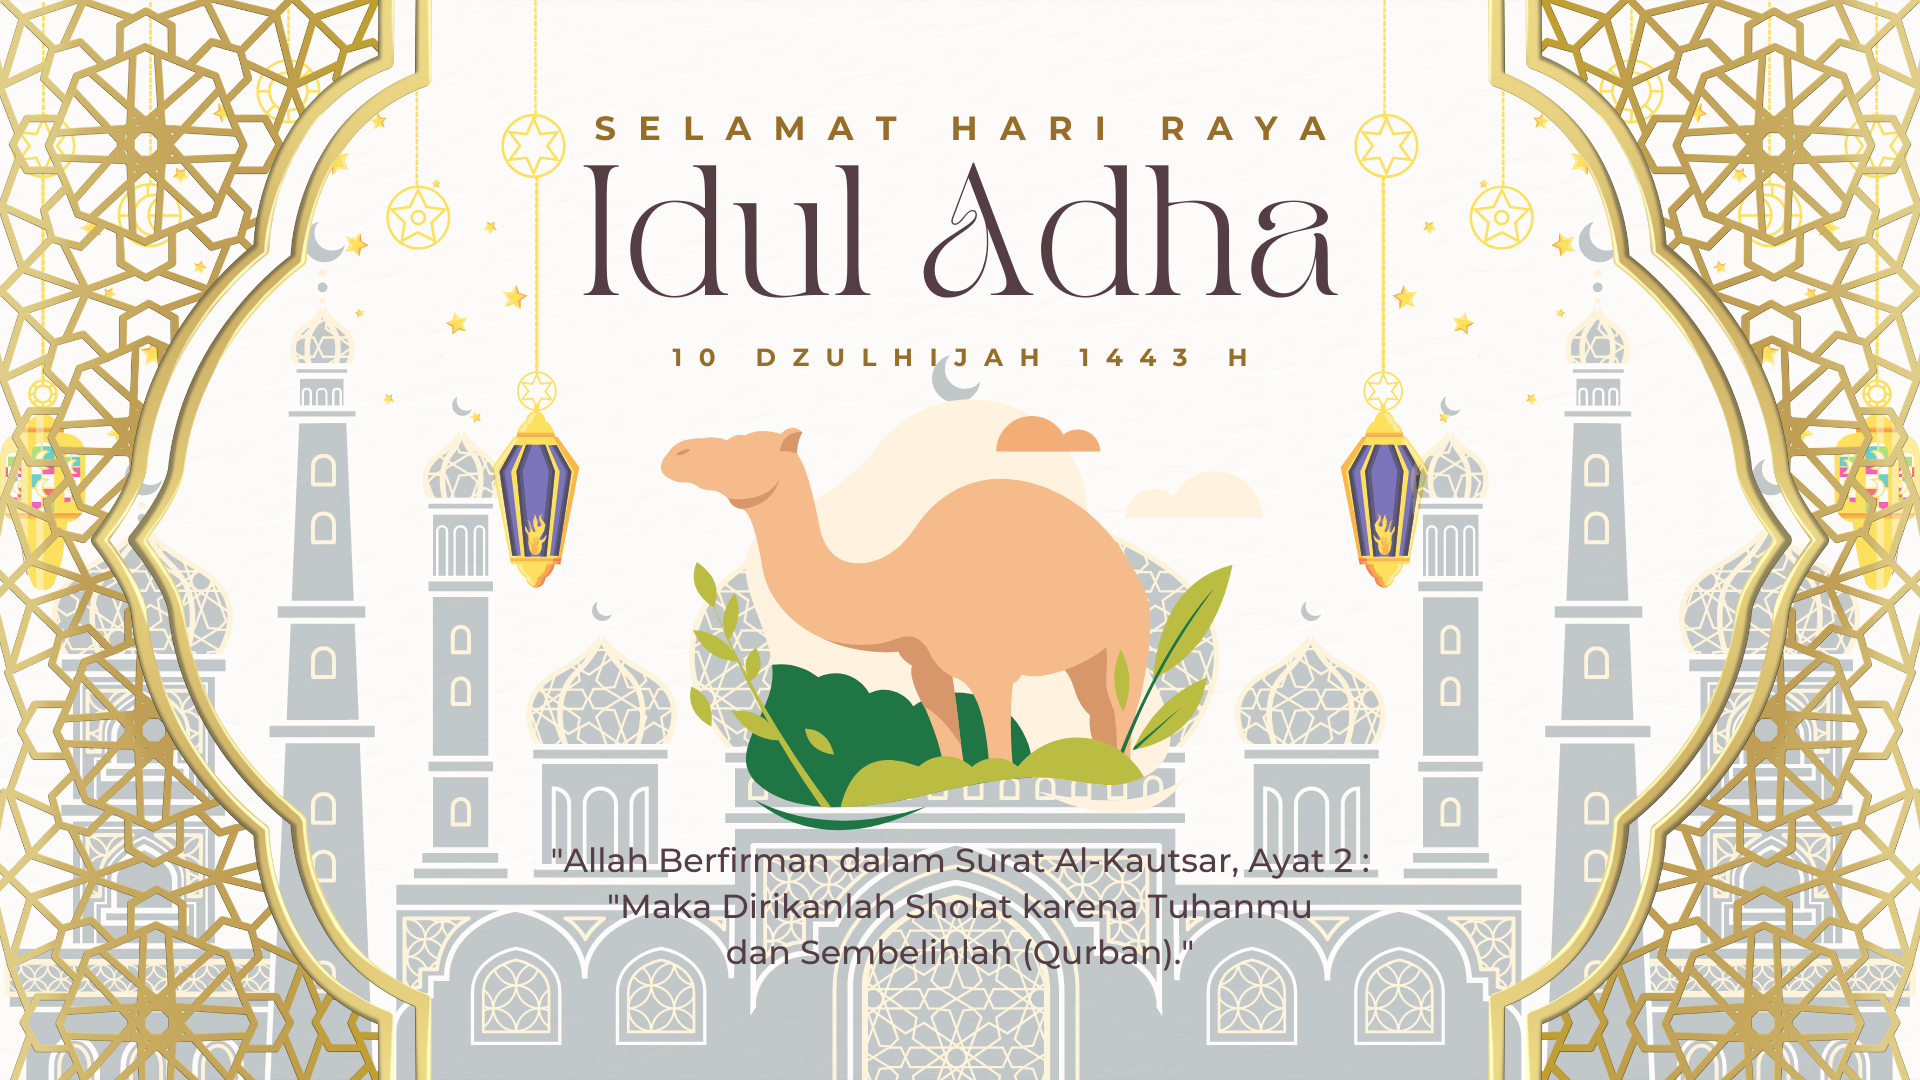 SELAMAT HARI RAYA
Idul Adha
10 DZULHIJAH 1443 H
"Allah Berfirman dalam Surat Al-Kautsar, Ayat 2 :
"Maka Dirikanlah Sholat karena Tuhanmu
dan Sembelihlah (Qurban)."